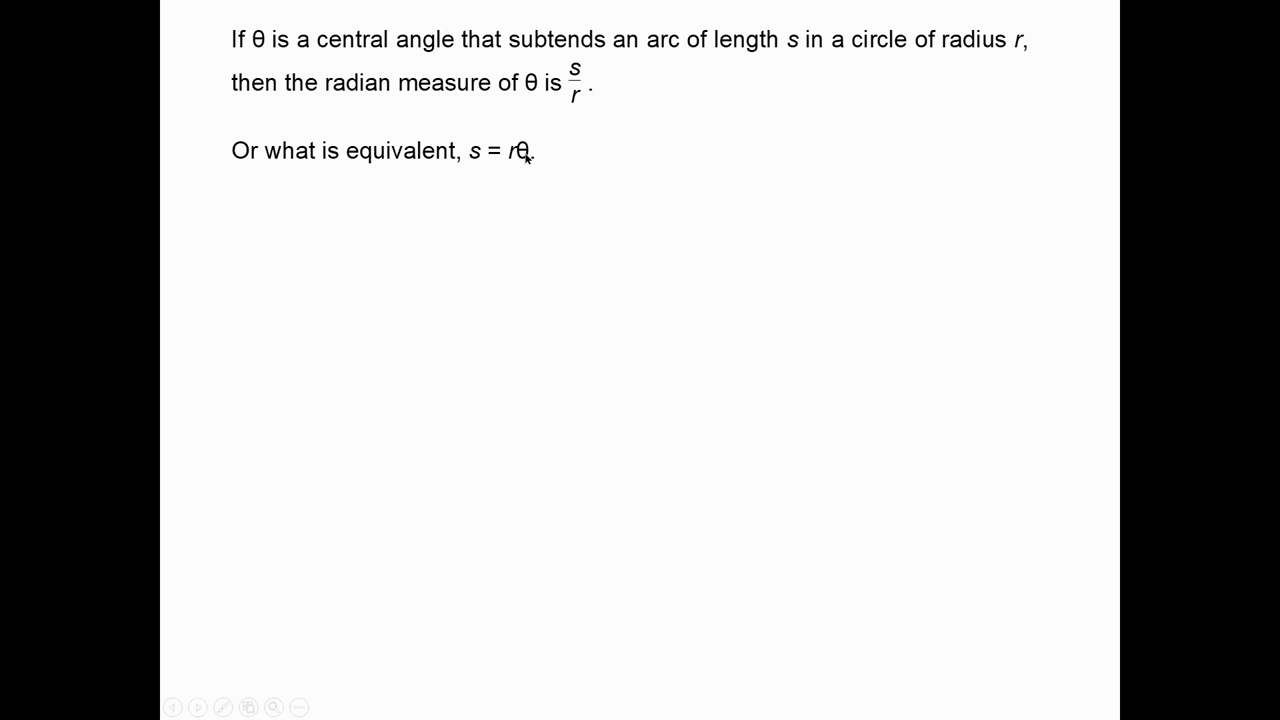 If θ is a central angle that subtends an arc of length s in a circle of radius r,
then the radian measure of θ is s/r .
Or what is equivalent, s = rθ.